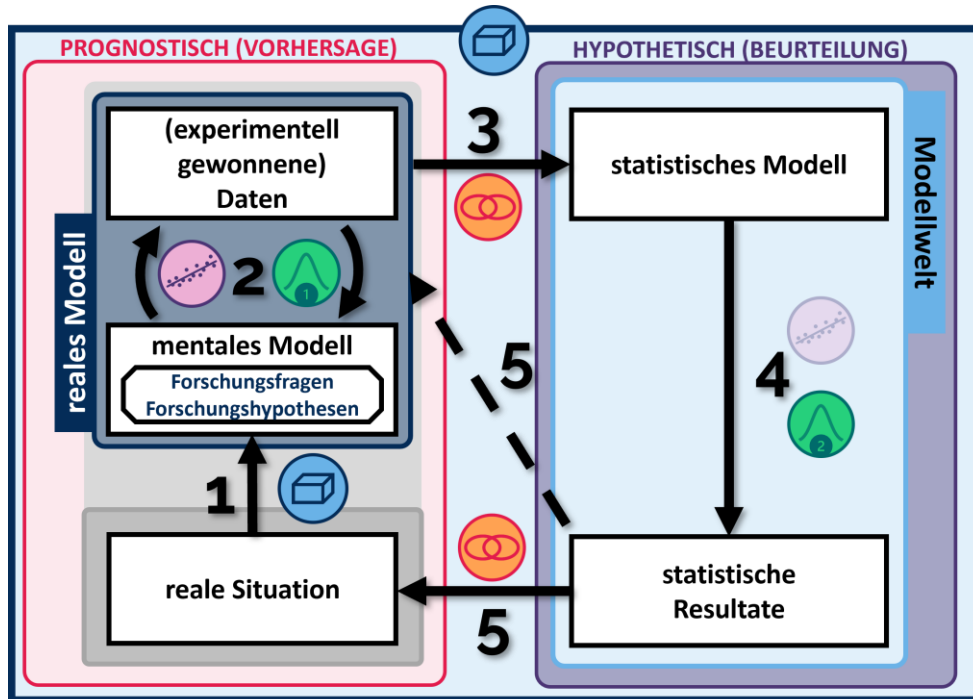 PROGNOSTISCH (VORHERSAGE)
HYPOTHETISCH (BEURTEILUNG)
(experimentell
gewonnene)
Daten
3
statistisches Modell
Modellwelt
reales Modell
2
1
mentales Modell
Forschungsfragen
Forschungshypothesen
5
4
2
1
reale Situation
5
statistische
Resultate